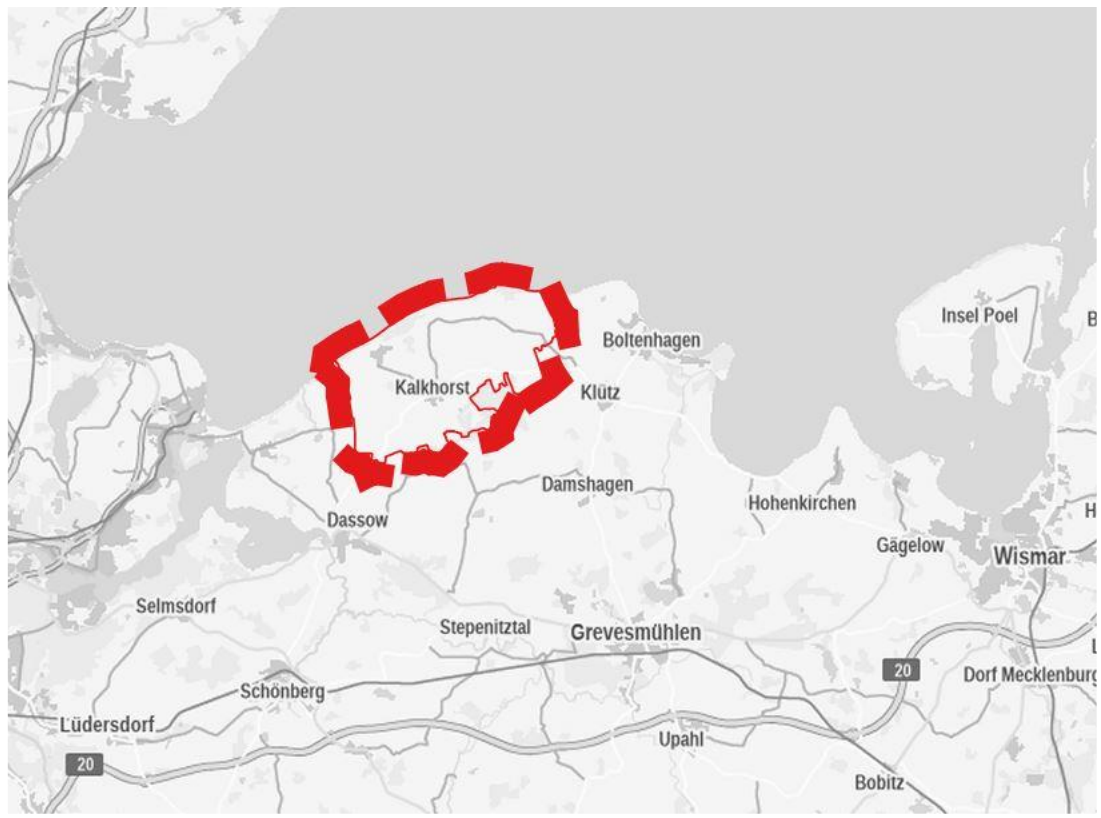 Insel Poel
B
Boltenhagen
Kalkhorst
Klütz
Damshagen
Hohenkirchen
H
Dassow
Gägelow
Wismar
Selmsdorf
Stepenitztal
Grevesmühlen
L
20
Dorf Mecklenburg
Schönberg
Lüdersdorf
Upahl
20
Bobitz